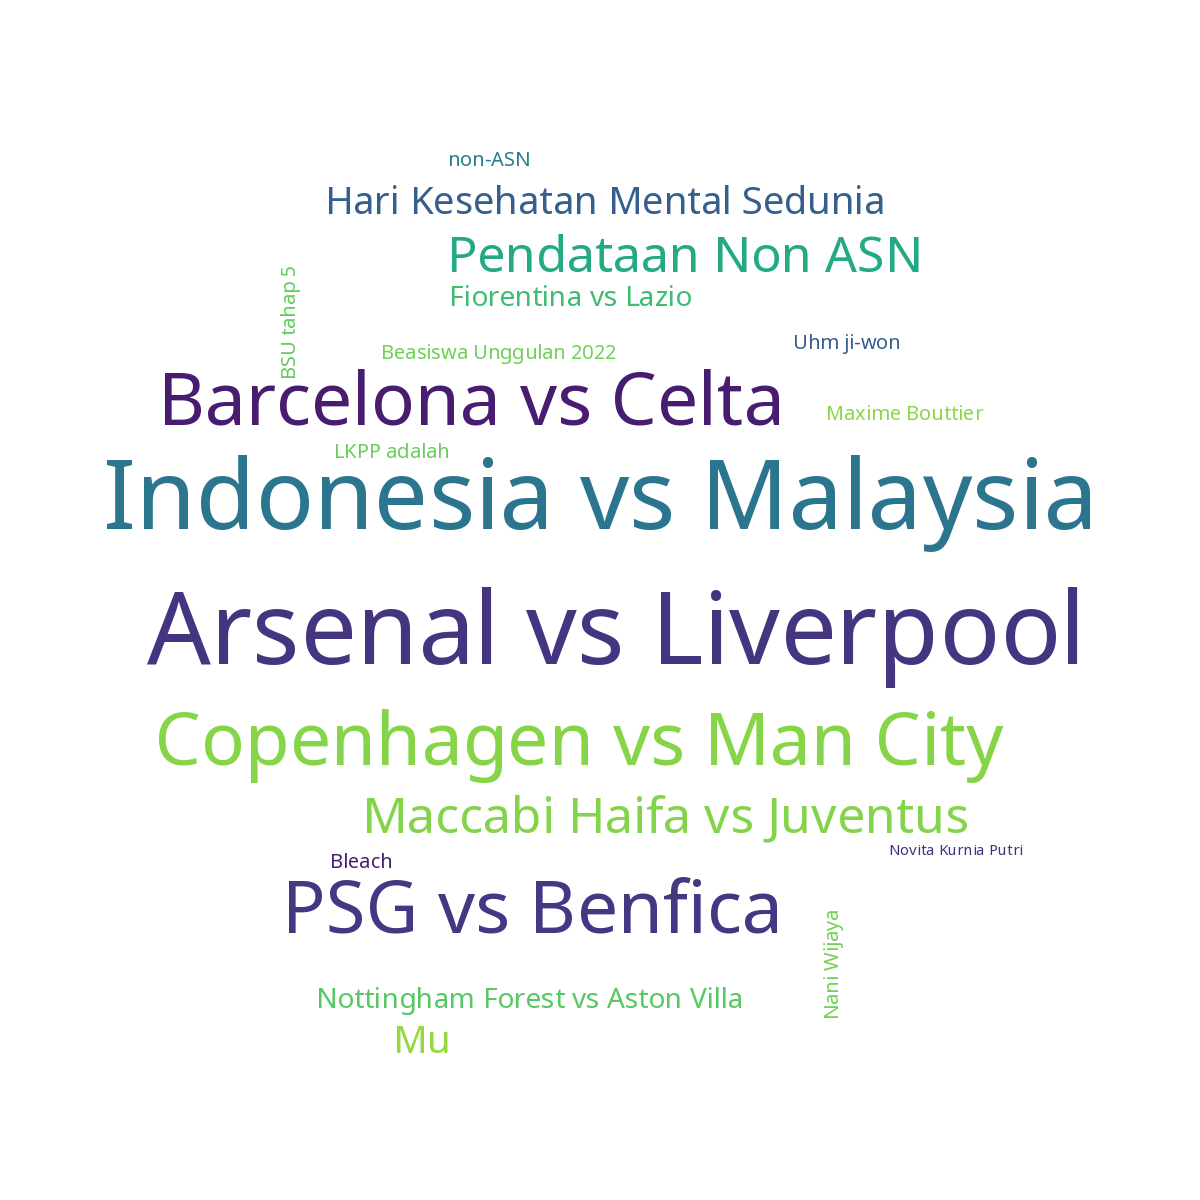 non-ASN
Hari Kesehatan Mental Sedunia
Pendataan Non ASN
Fiorentina vs Lazio
BSU tahap 5
Uhm ji-won
Beasiswa Unggulan 2022
Barcelona vs Celta
Maxime Bouttier
LKPP adalah
Indonesia vs Malaysia
Arsenal vs Liverpool
Copenhagen vs Man City
Maccabi Haifa vs Juventus
Novita Kurnia Putri
Bleach
PSG vs Benfica
Nani Wijaya
Nottingham Forest vs Aston Villa
Mu